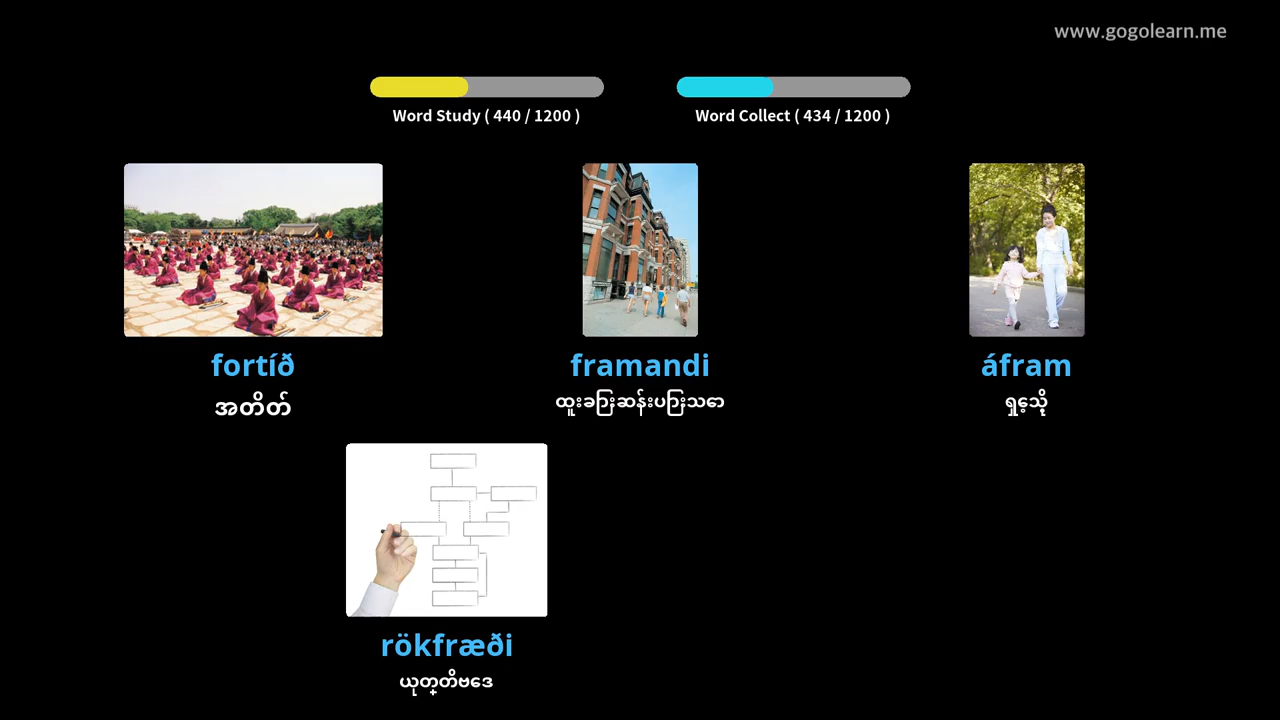 www.gogolearn.me
Word Study ( 440 / 1200 )
Word Collect ( 434 / 1200 )
fortíð
framandi
áfram
အတိတ်
ထူးခြားဆန်းပြားသော
ရှေ့သို့
rökfræði
ယုတ္တိဗေဒ